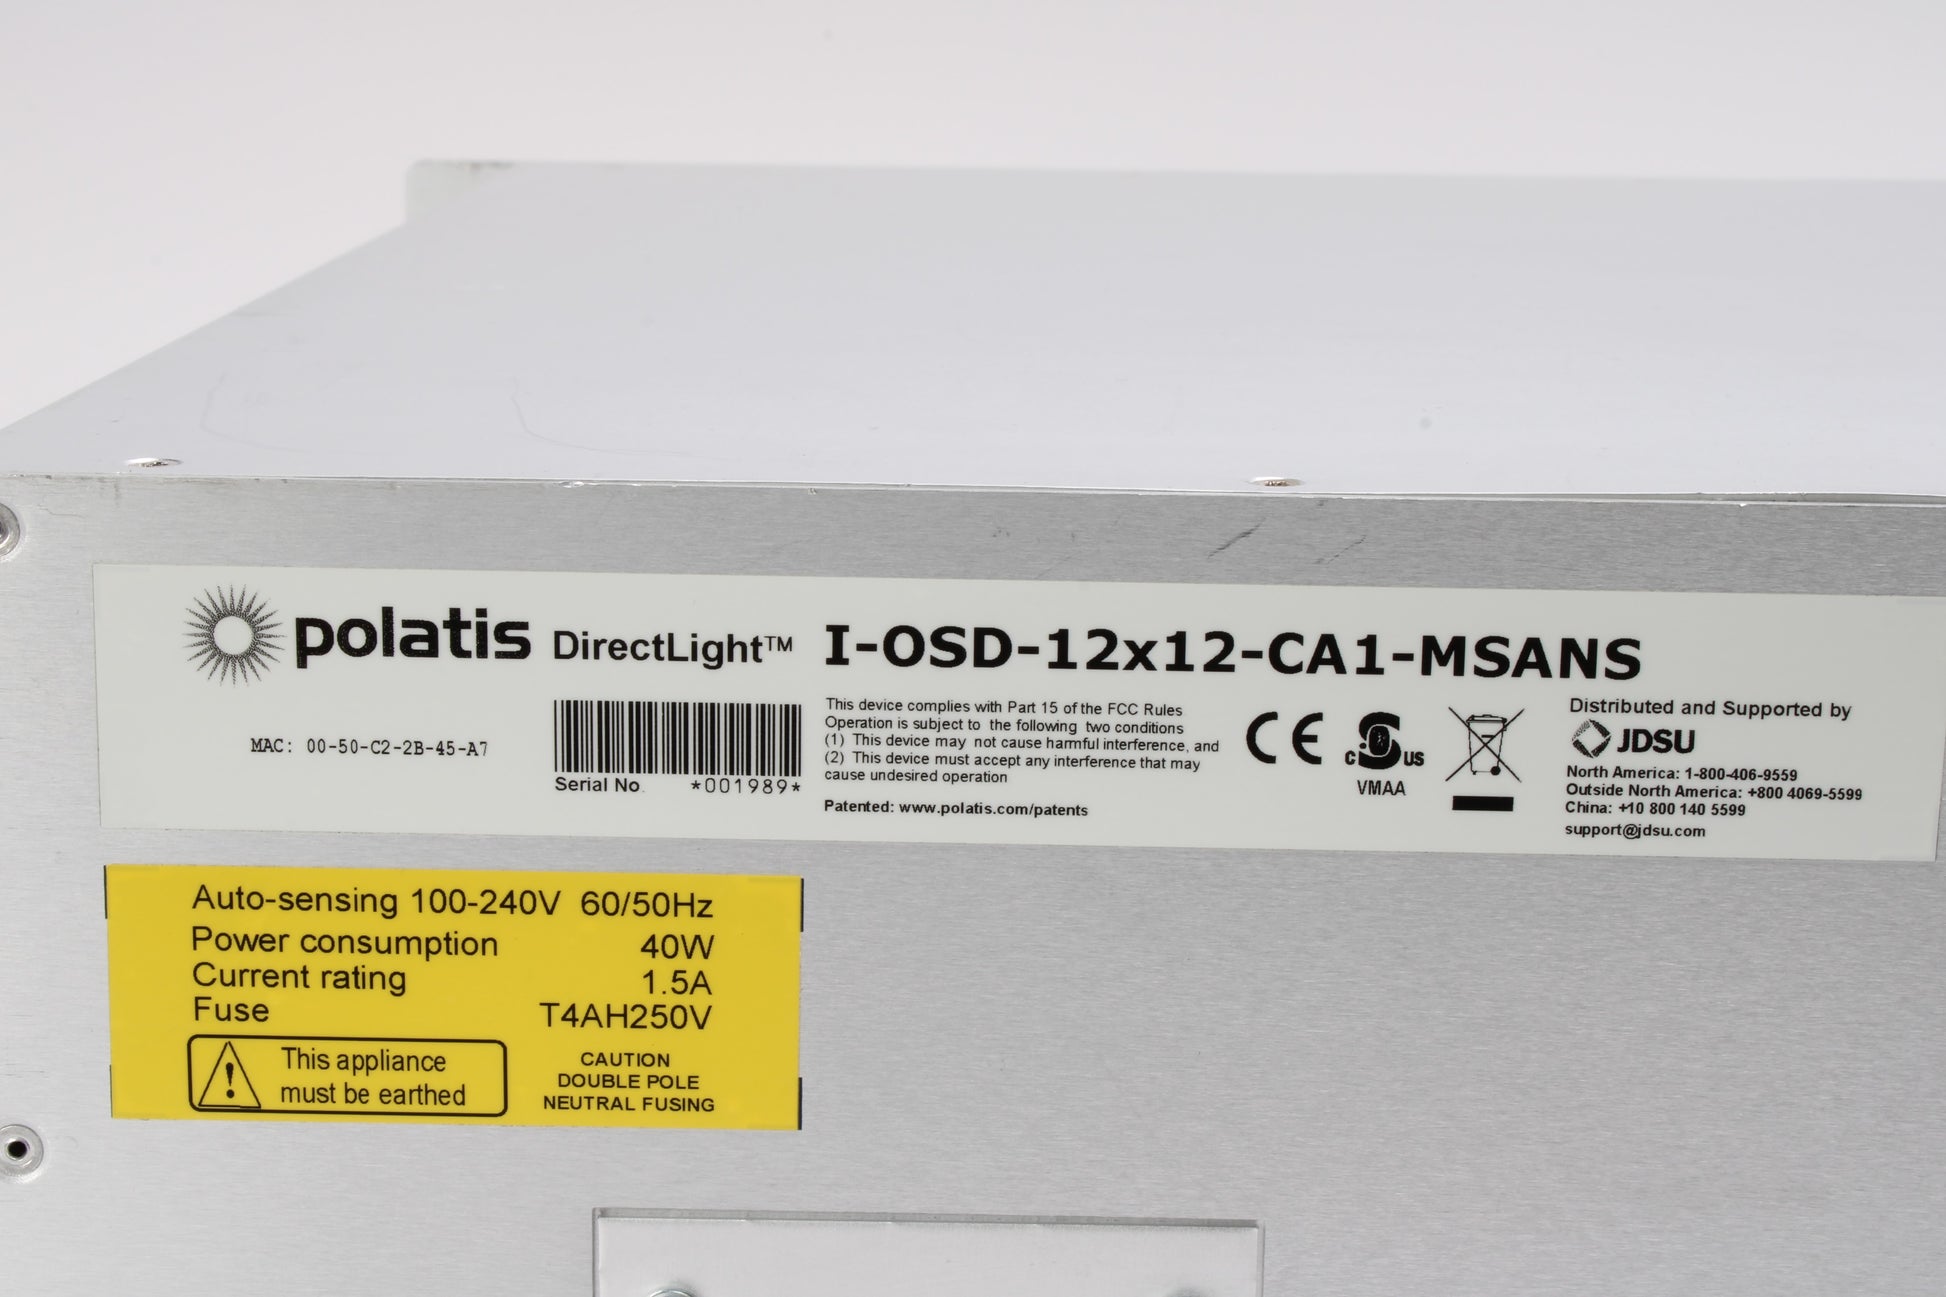 polatis DirectLight™ I-OSD-12x12-CA1-MSANS
MAC: 00-50-C2-2B-45-A7
Serial No. *001989*
This device complies with Part 15 of the FCC Rules
Operation is subject to the following two conditions
(1) This device may not cause harmful interference, and
(2) This device must accept any interference that may
cause undesired operation
Patented: www.polatis.com/patents
CE
C US
VMAA
Distributed and Supported by
JDSU
North America: 1-800-406-9559
Outside North America: +800 4069-5599
China: +10 800 140 5599
support@jdsu.com
Auto-sensing 100-240V 60/50Hz
Power consumption 40W
Current rating 1.5A
Fuse T4AH250V
This appliance
must be earthed
CAUTION
DOUBLE POLE
NEUTRAL FUSING